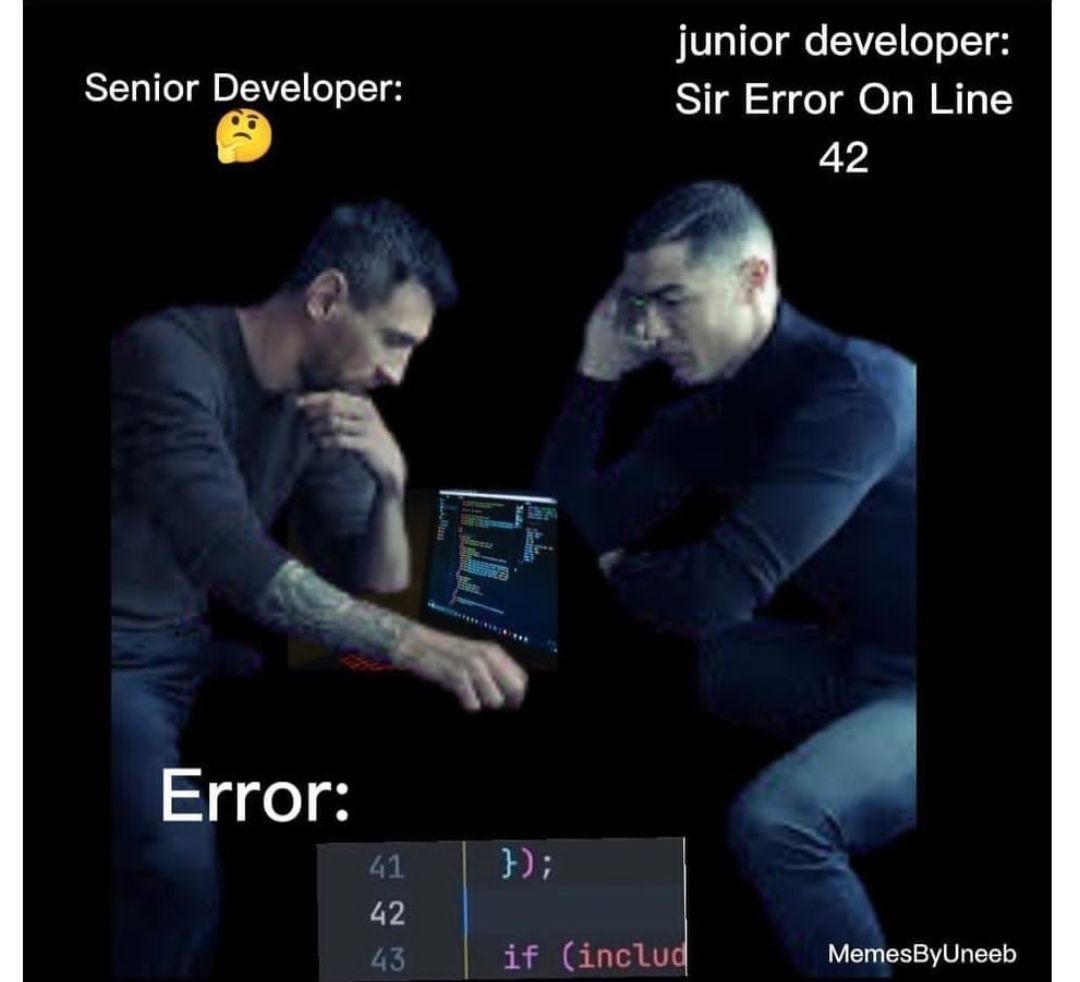 Senior Developer:
🤔
junior developer:
Sir Error On Line
42
Error:
41 });
42
43 if (includ
MemesByUneeb